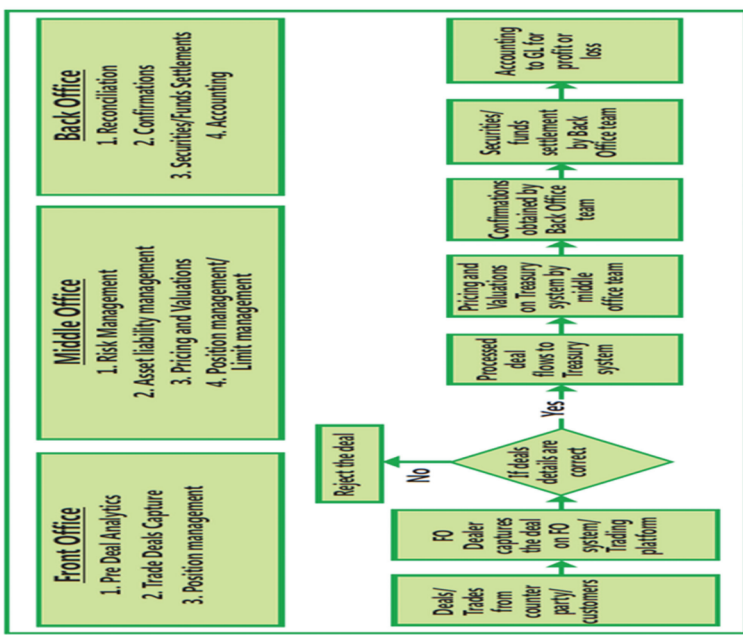 Front Office
1. Pre Deal Analytics
2. Trade Deals Capture
3. Position management
Middle Office
1. Risk Management
2. Asset liability management
3. Pricing and Valuations
4. Position management/
Limit management
Back Office
1. Reconciliation
2. Confirmations
3. Securities/Funds Settlements
4. Accounting
Deals/
Trades
from
counter
party/
customers
FO
Dealer
captures
the deal
on FO
system/
Trading
platform
If deals
details are
correct
No
Reject the deal
Yes
Processed
deal
flows to
Treasury
system
Pricing and
Valuations
on Treasury
system by
middle
office team
Confirmations
obtained by
Back Office
team
Securities/
funds
settlement
by Back
Office team
Accounting
to GL for
profit or
loss